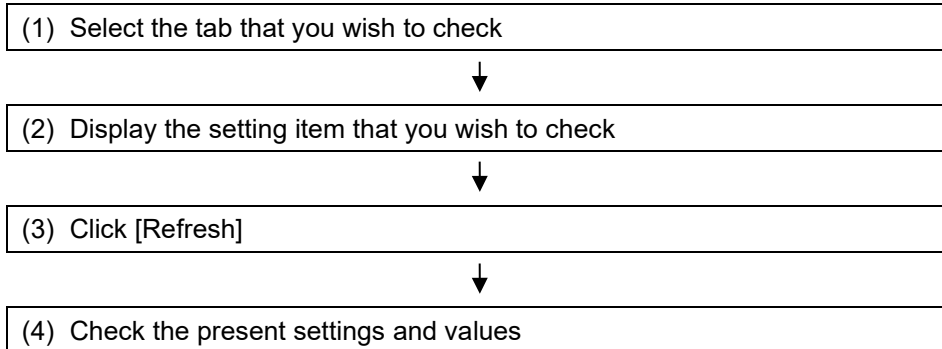 (1) Select the tab that you wish to check
(2) Display the setting item that you wish to check
(3) Click [Refresh]
(4) Check the present settings and values